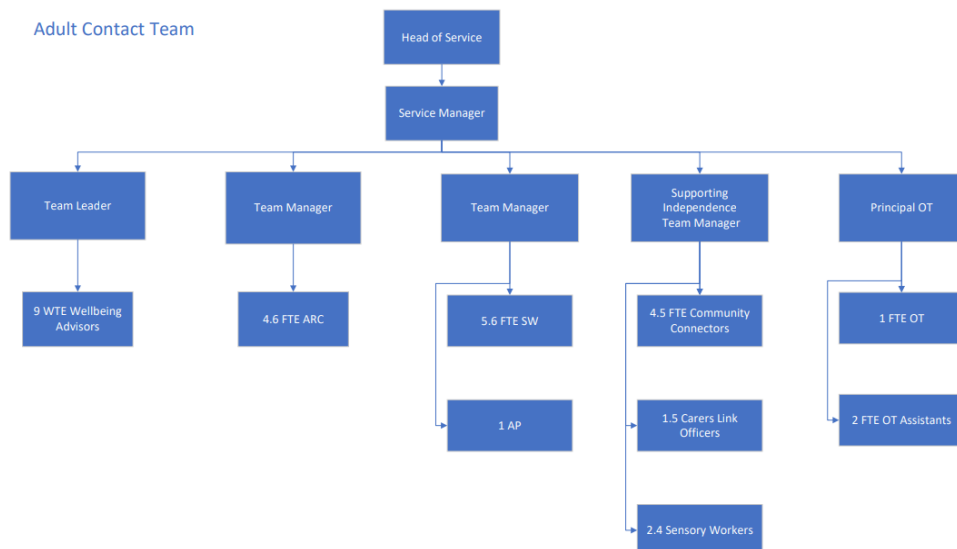 Adult Contact Team
Head of Service
Service Manager
Team Leader
Team Manager
Team Manager
Supporting
Independence
Team Manager
Principal OT
9 WTE Wellbeing
Advisors
4.6 FTE ARC
5.6 FTE SW
4.5 FTE Community
Connectors
1 FTE OT
1 AP
1.5 Carers Link
Officers
2 FTE OT Assistants
2.4 Sensory Workers